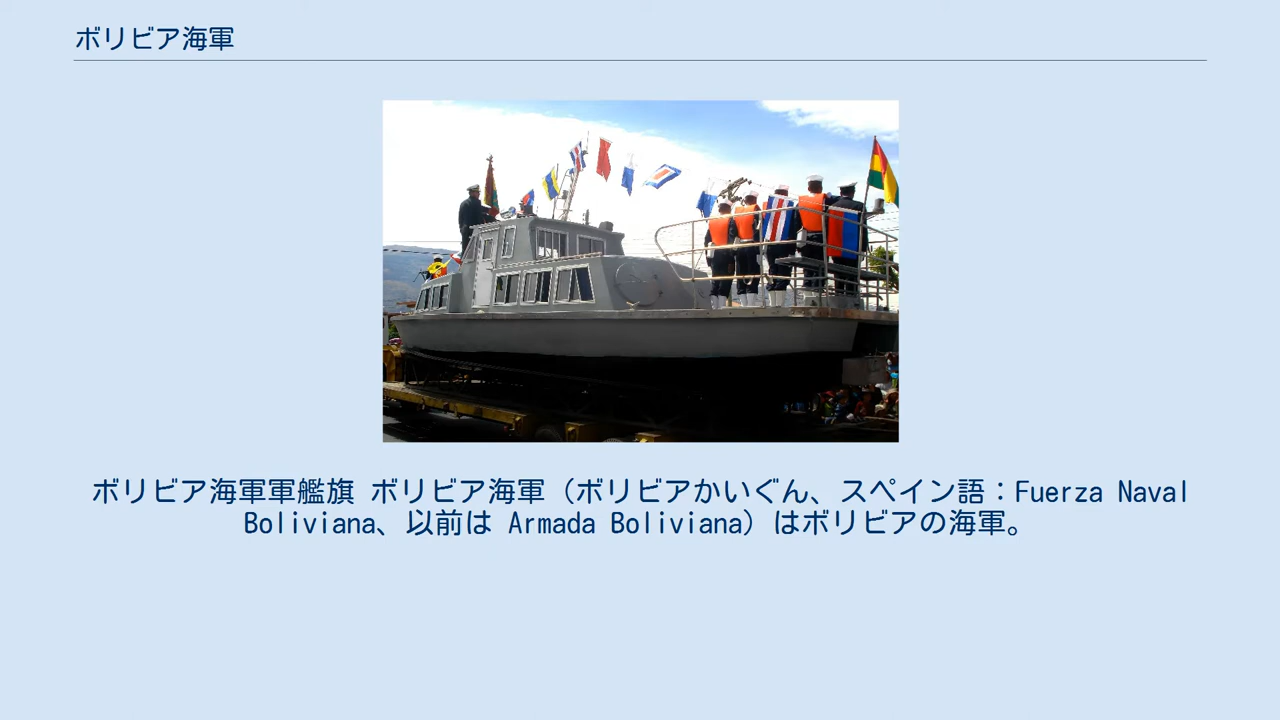 ボリビア海軍
ボリビア海軍軍艦旗 ボリビア海軍（ボリビアかいぐん、スペイン語：Fuerza Naval
Boliviana、以前は Armada Boliviana）はボリビアの海軍。